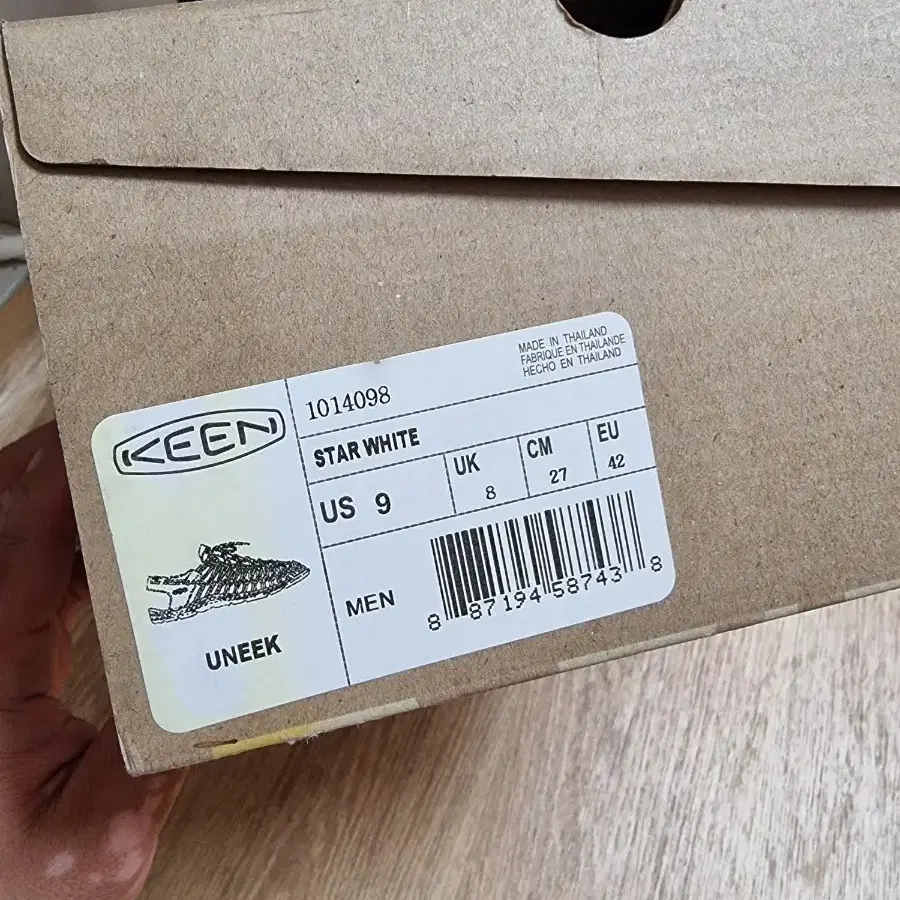 MADE IN THAILAND
FABRIQUE EN THAILANDE
HECHO EN THAILAND
1014098
KEEN
STAR WHITE
US 9
UK 8
CM 27
EU 42
MEN
8 87194 58743 8
UNEEK